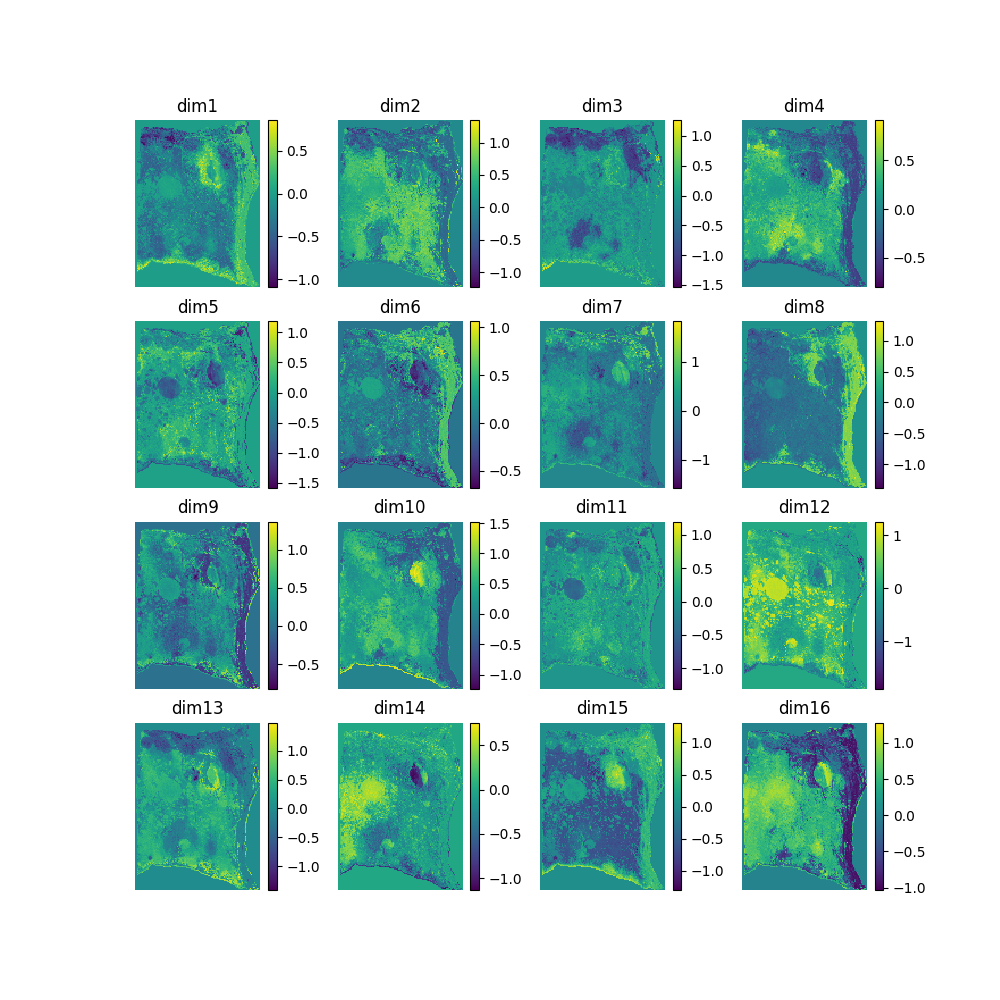 dim1 dim2 dim3 dim4
0.5 1.0 1.0 0.5
0.0 0.5 0.5 0.0
−0.5 0.0 0.0 −0.5
−1.0 −0.5 −0.5
−1.0 −1.0
−1.5
dim5 dim6 dim7 dim8
1.0 1.0 1 1.0
0.5 0.5 0 0.5
0.0 0.0 −1 0.0
−0.5 −0.5 −0.5
−1.0 −1.0
−1.5
dim9 dim10 dim11 dim12
1.0 1.5 1.0 1
0.5 1.0 0.5 0
0.0 0.5 0.0 −1
−0.5 0.0 −0.5
−0.5 −1.0
−1.0
dim13 dim14 dim15 dim16
1.0 0.5 1.0 1.0
0.5 0.0 0.5 0.5
0.0 −0.5 0.0 0.0
−0.5 −1.0 −0.5 −0.5
−1.0 −1.0 −1.0